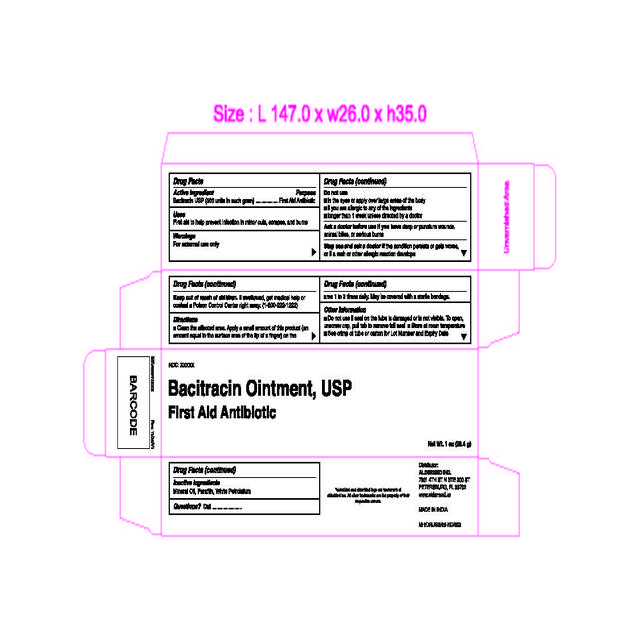 Size : L 147.0 x w26.0 x h35.0
Drug Facts
Active Ingredient Purpose
Bacitracin USP (500 units in each gram) First Aid Antibiotic
Uses
First aid to help prevent infection in minor cuts, scrapes, and burns
Warnings
For external use only
Drug Facts (continued)
Do not use
■ in the eyes or apply over large areas of the body
■ if you are allergic to any of the ingredients
■ longer than 1 week unless directed by a doctor
Ask a doctor before use if you have deep or puncture wounds,
animal bites, or serious burns
Stop use and ask a doctor if the condition persists or gets worse,
or if a rash or other allergic reaction develops
Unvarnished Area
Drug Facts (continued)
Keep out of reach of children. If swallowed, get medical help or
contact a Poison Control Center right away. (1-800-222-1222)
Directions
■ Clean the affected area. Apply a small amount of this product (an
amount equal to the surface area of the tip of a finger) on the
Drug Facts (continued)
area 1 to 3 times daily. May be covered with a sterile bandage.
Other Information
■ Do not use if seal on the tube is damaged or is not visible. To open,
unscrew cap, pull tab to remove foil seal ■ Store at room temperature
■ See crimp of tube or carton for Lot Number and Expiry Date
BARCODE
NDC: XXXXX
Bacitracin Ointment, USP
First Aid Antibiotic
Net Wt. 1 oz (28.4 g)
Drug Facts (continued)
Inactive Ingredients
Mineral Oil, Paraffin, White Petrolatum
Questions? Call
Distributor:
PETERSBURG, FL
MADE IN INDIA